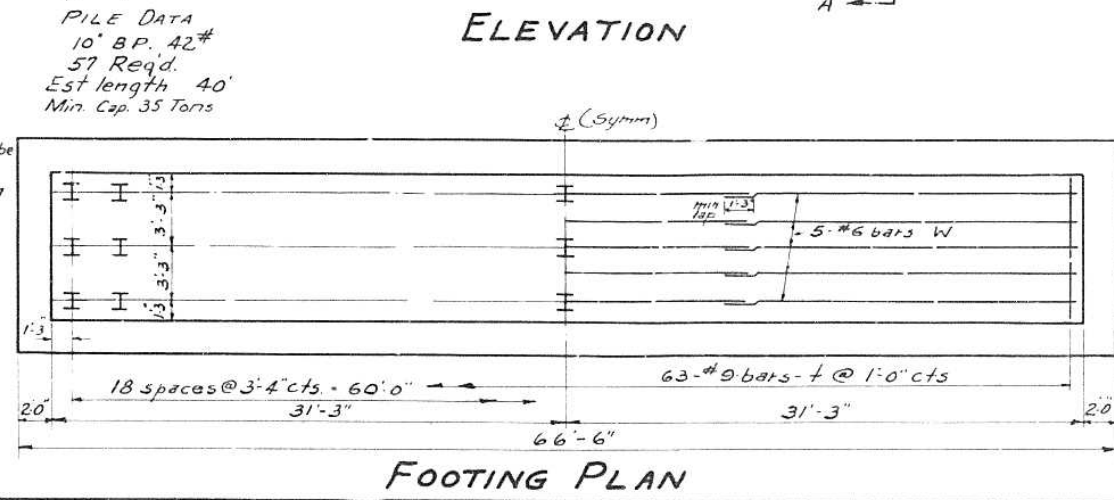 PILE DATA
10" BP. 42#
57 Req'd.
Est length 40'
Min. Cap. 35 Tons
ELEVATION
A
℄ (Symm)
be
1'-3"
3'-3"
3'-3"
1'-3"
min lap
1'-3"
5-#6 bars W
1'-3"
18 spaces @ 3'-4" cts. = 60'-0"
63-#9 bars-t @ 1'-0" cts
2'0"
31'-3"
31'-3"
2'0"
66'-6"
FOOTING PLAN